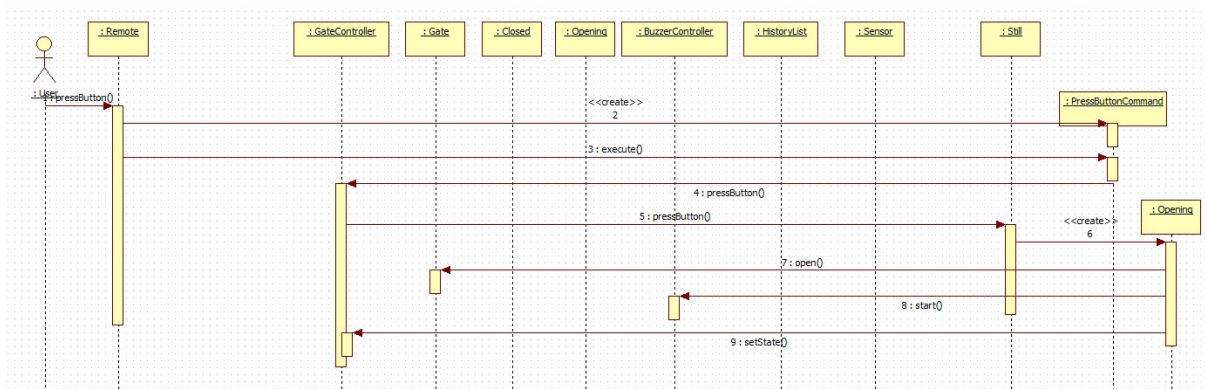 : Remote
: GateController
: Gate
: Closed
: Opening
: BuzzerController
: HistoryList
: Sensor
: Still
: User
1 : pressButton()
<<create>>
2
: PressButtonCommand
3 : execute()
4 : pressButton()
5 : pressButton()
: Opening
<<create>>
6
7 : open()
8 : start()
9 : setState()